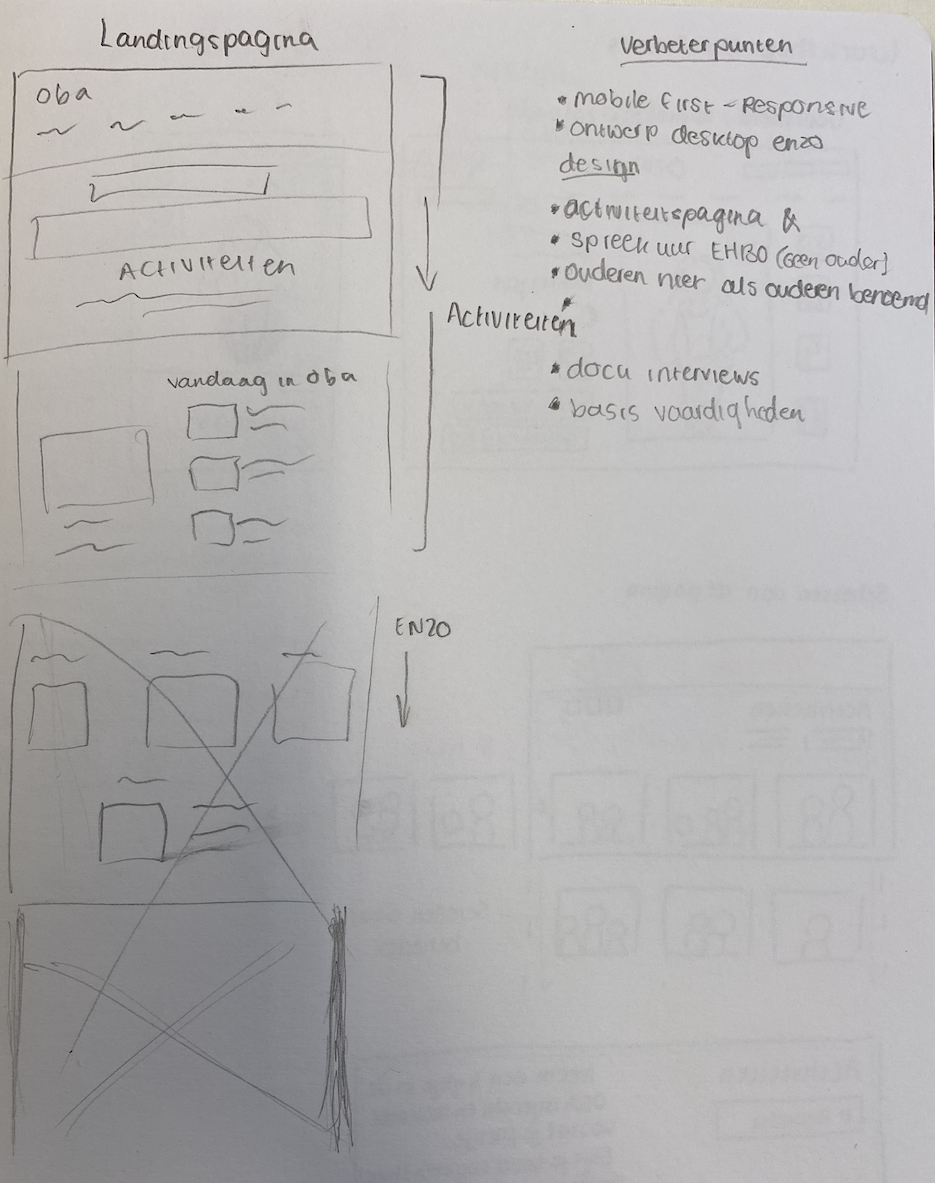 Landingspagina
oba
ACTIVITEITEN
vandaag in oba
Activiteiten
ENZO
verbeterpunten
• mobile first – Responsive
• ontwerp desktop enzo
design
• activiteitspagina &
• spreekuur EHBO (Geen ouder)
• ouderen niet als ouderen benoemd
• docu interviews
• basis vaardigheden